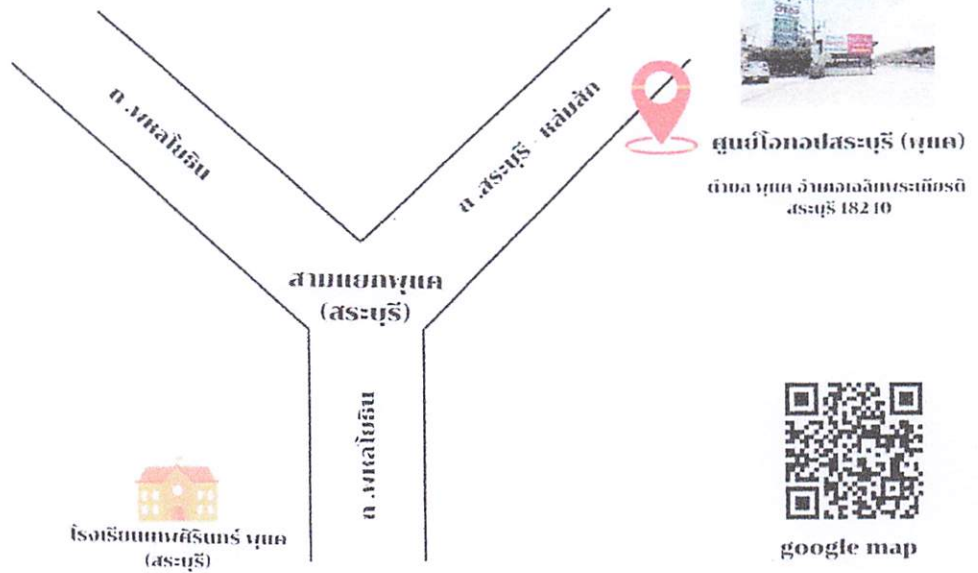 ถ.พหลโยธิน
ถ.สระบุรี - หล่มสัก
ศูนย์โอทอปสระบุรี (พุแค)
ตำบล พุแค อำเภอเฉลิมพระเกียรติ
สระบุรี 18240
สามแยกพุแค
(สระบุรี)
ถ.พหลโยธิน
โรงเรียนเทพศิรินทร์ พุแค
(สระบุรี)
google map